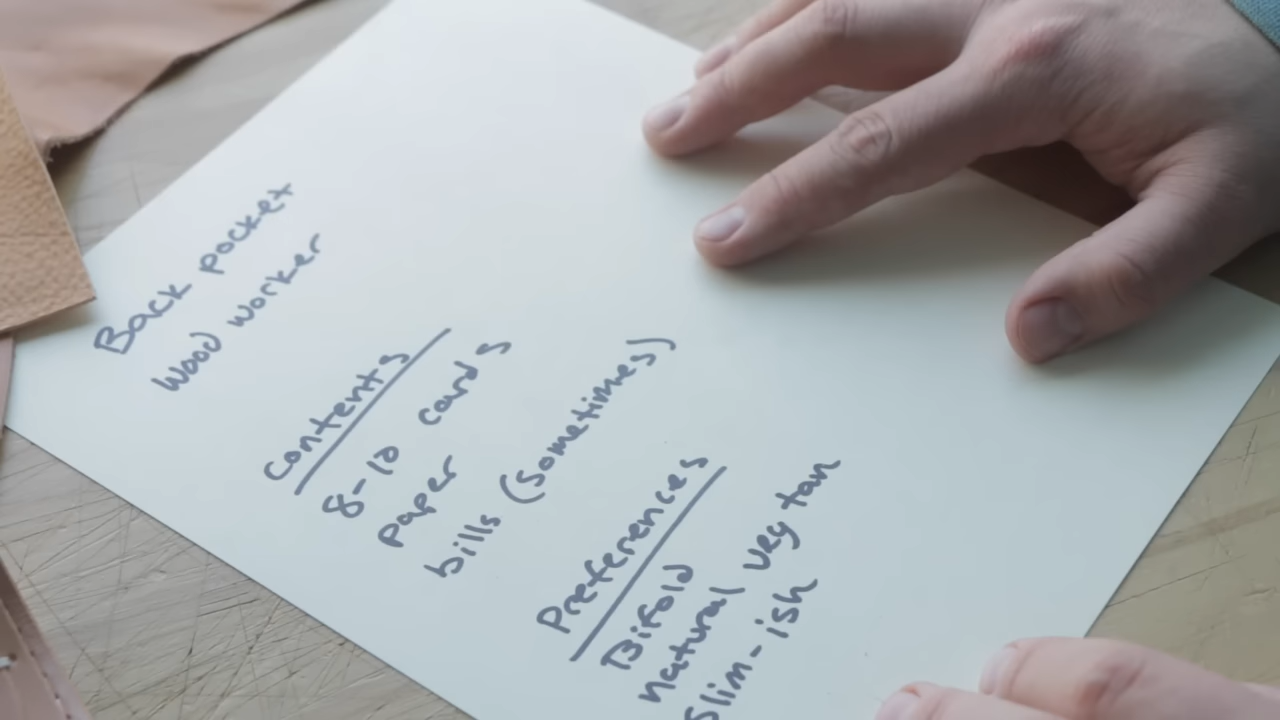 Back pocket
Wood worker
Contents
8-10 cards
paper
bills (sometimes)
Preferences
Bifold
natural veg tan
Slim-ish